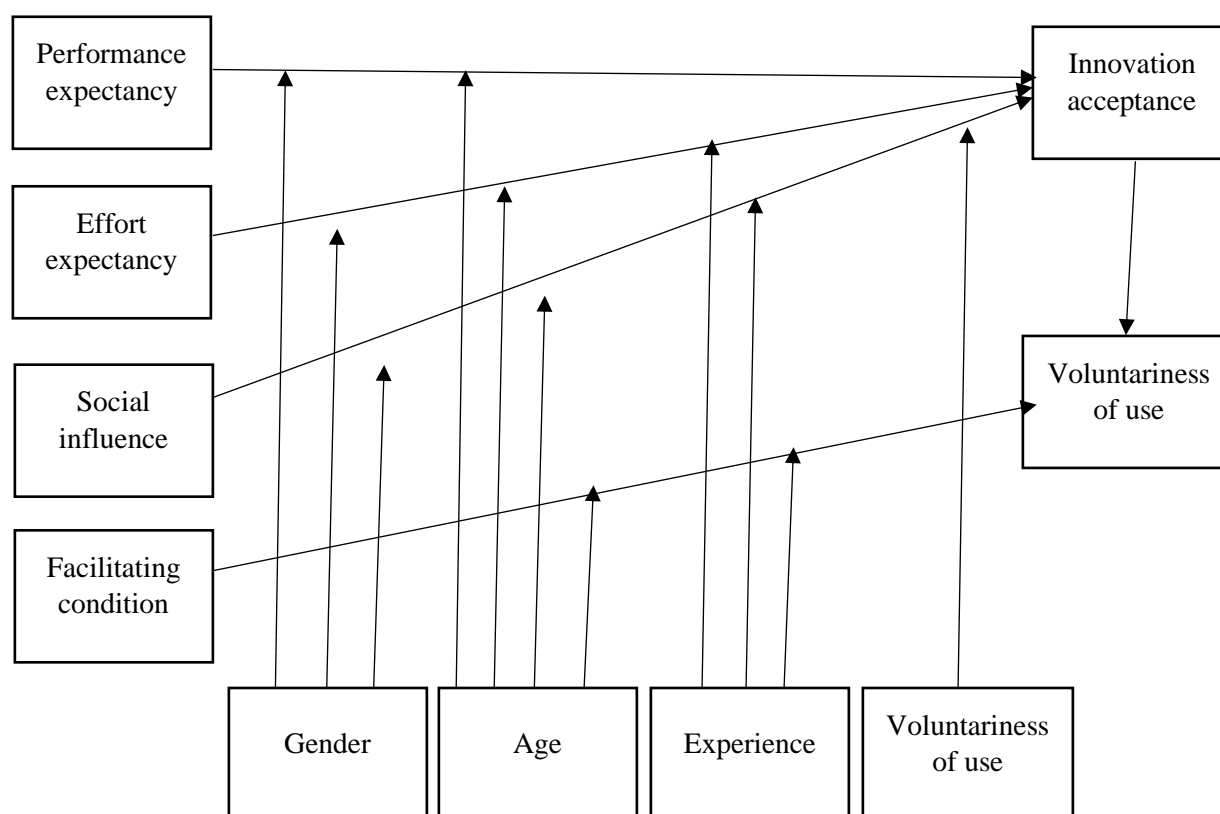 Performance
expectancy
Innovation
acceptance
Effort
expectancy
Social
influence
Voluntariness
of use
Facilitating
condition
Gender
Age
Experience
Voluntariness
of use